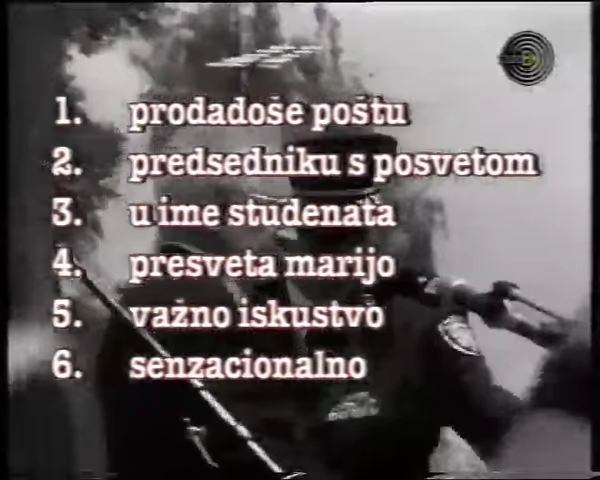 1. prodadoše poštu
2. predsedniku s posvetom
3. u ime studenata
4. presveta marijo
5. važno iskustvo
6. senzacionalno